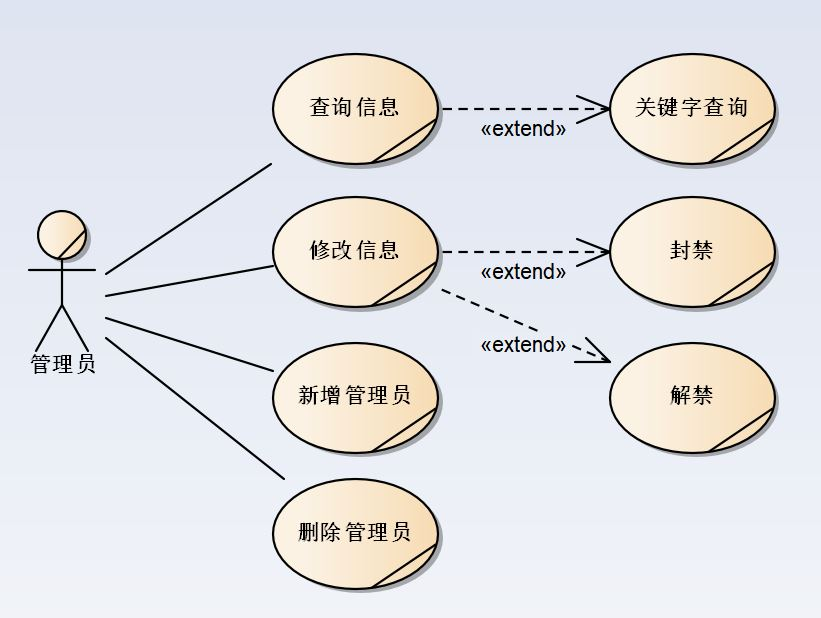 查询信息
«extend»
关键字查询
修改信息
«extend»
封禁
«extend»
管理员
新增管理员
解禁
删除管理员